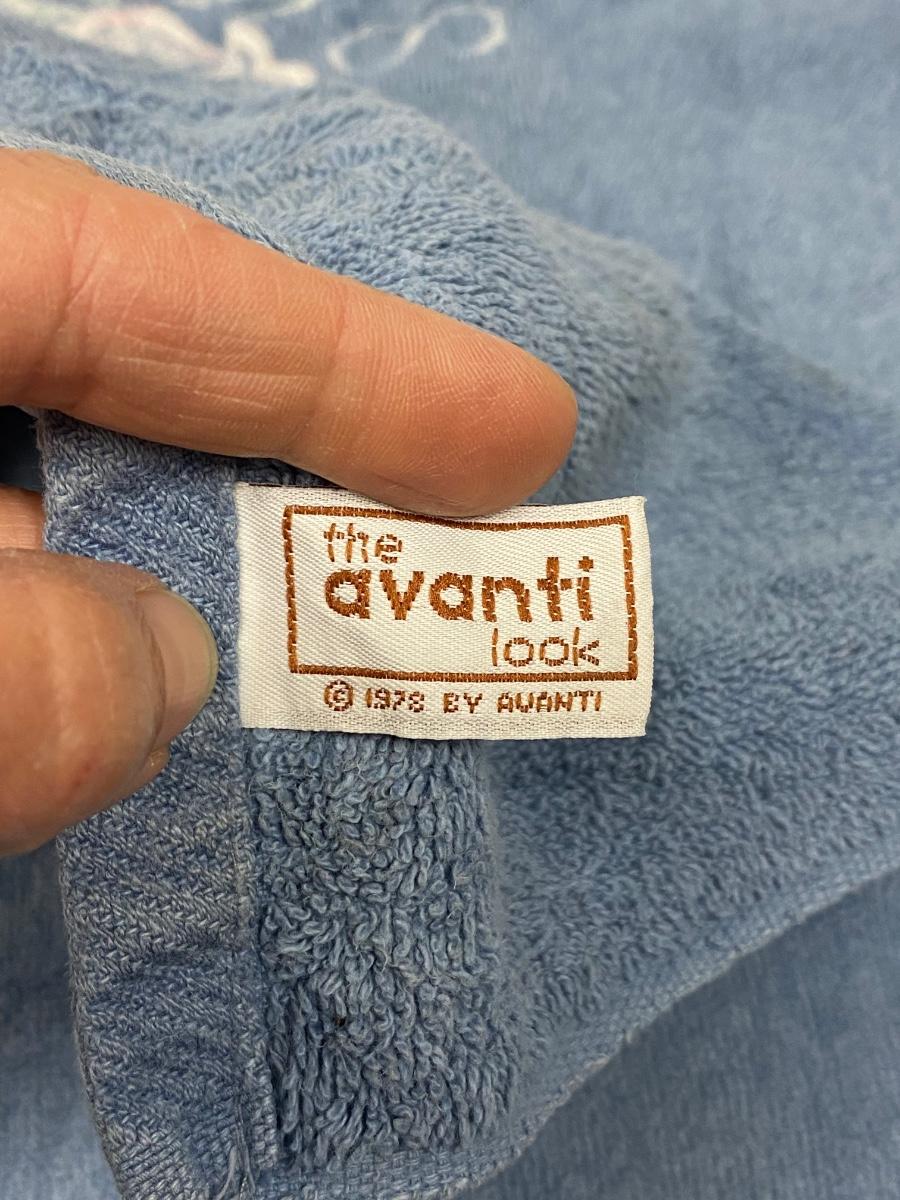 the
avanti
look
© 1978 BY AVANTI